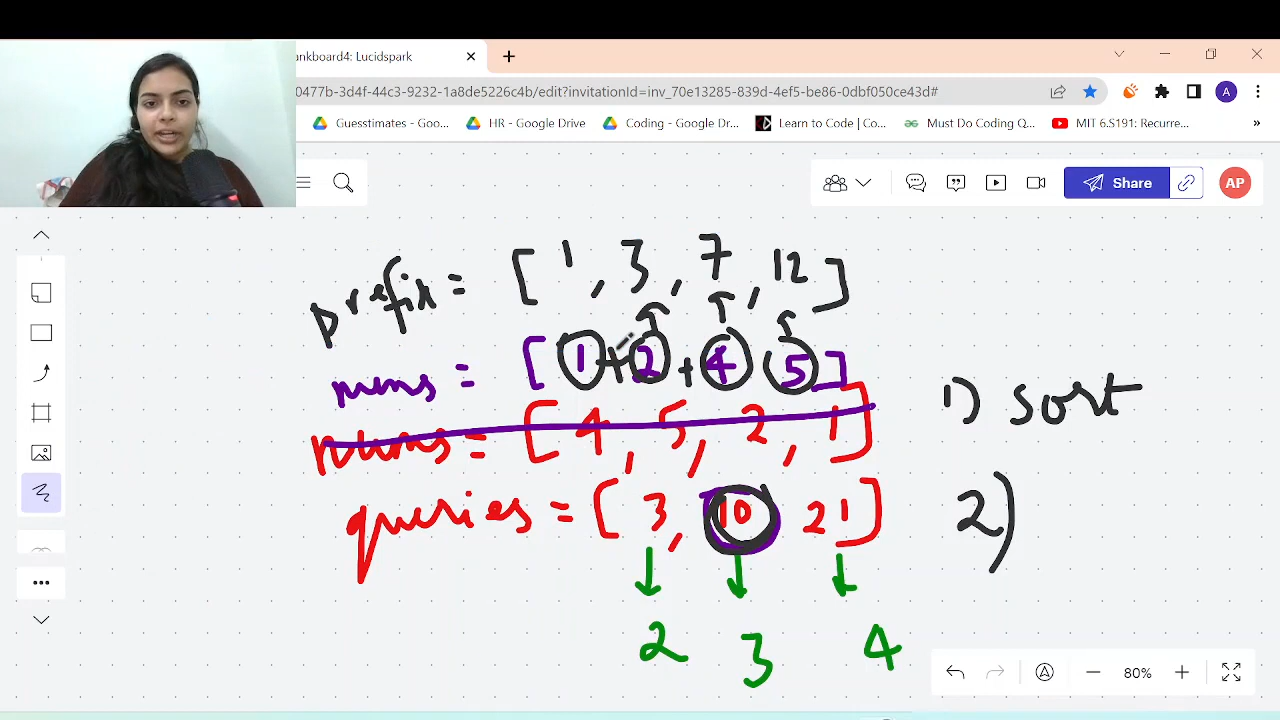 ankboard4: Lucidspark
0477b-3d4f-44c3-9232-1a8de5226c4b/edit?invitationId=inv_70e13285-839d-4ef5-be86-0dbf050ce43d#
A
Guesstimates - Goo...
HR - Google Drive
Coding - Google Dr...
Learn to Code | Le...
Must Do Coding Q...
MIT 6.S191: Recurre...
»
Share
AP
prefix = [1, 3, 7, 12]
nums = [1+2+4 5]
nums = [4, 5, 2, 1]
1) sort
queries = [3, 10 21]
2)
2 3 4
80%